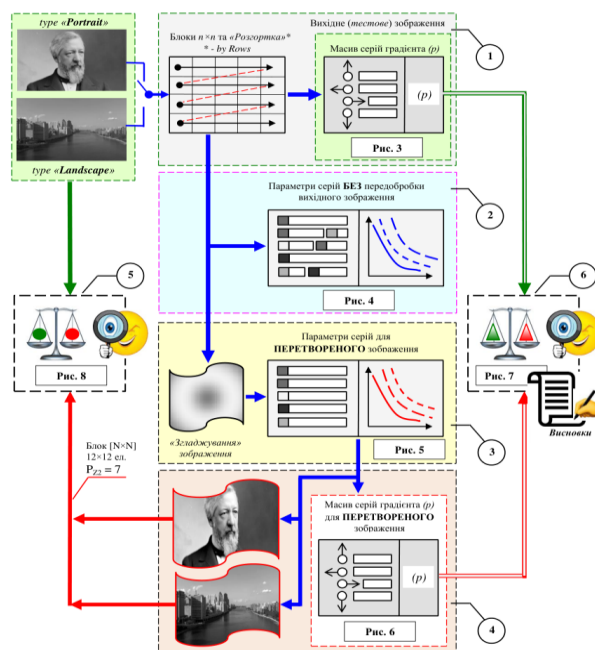 type «Portrait»
type «Landscape»
Блоки n×n та «Розгортка»*
* - by Rows
Вихідне (тестове) зображення
Масив серій градієнта (p)
(p)
Рис. 3
1
Параметри серій БЕЗ передобробки
вихідного зображення
Рис. 4
2
5
Рис. 8
6
Рис. 7
Висновки
Параметри серій для
ПЕРЕТВОРЕНОГО зображення
«Згладжування»
зображення
Рис. 5
3
Блок [N×N]
12×12 ел.
PZ2 = 7
Масив серій градієнта (p)
для ПЕРЕТВОРЕНОГО
зображення
(p)
Рис. 6
4